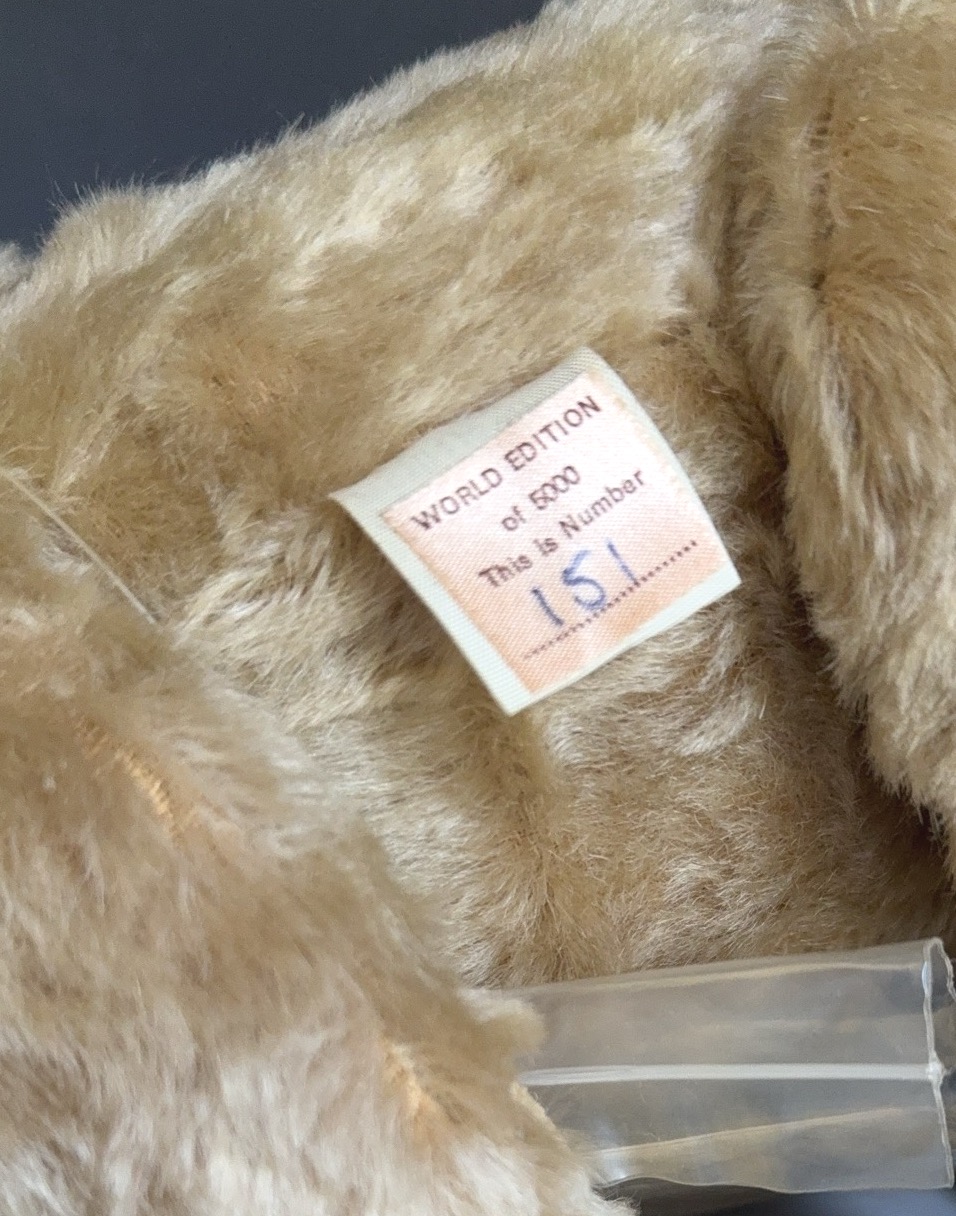 WORLD EDITION
of 5000
This is Number
151